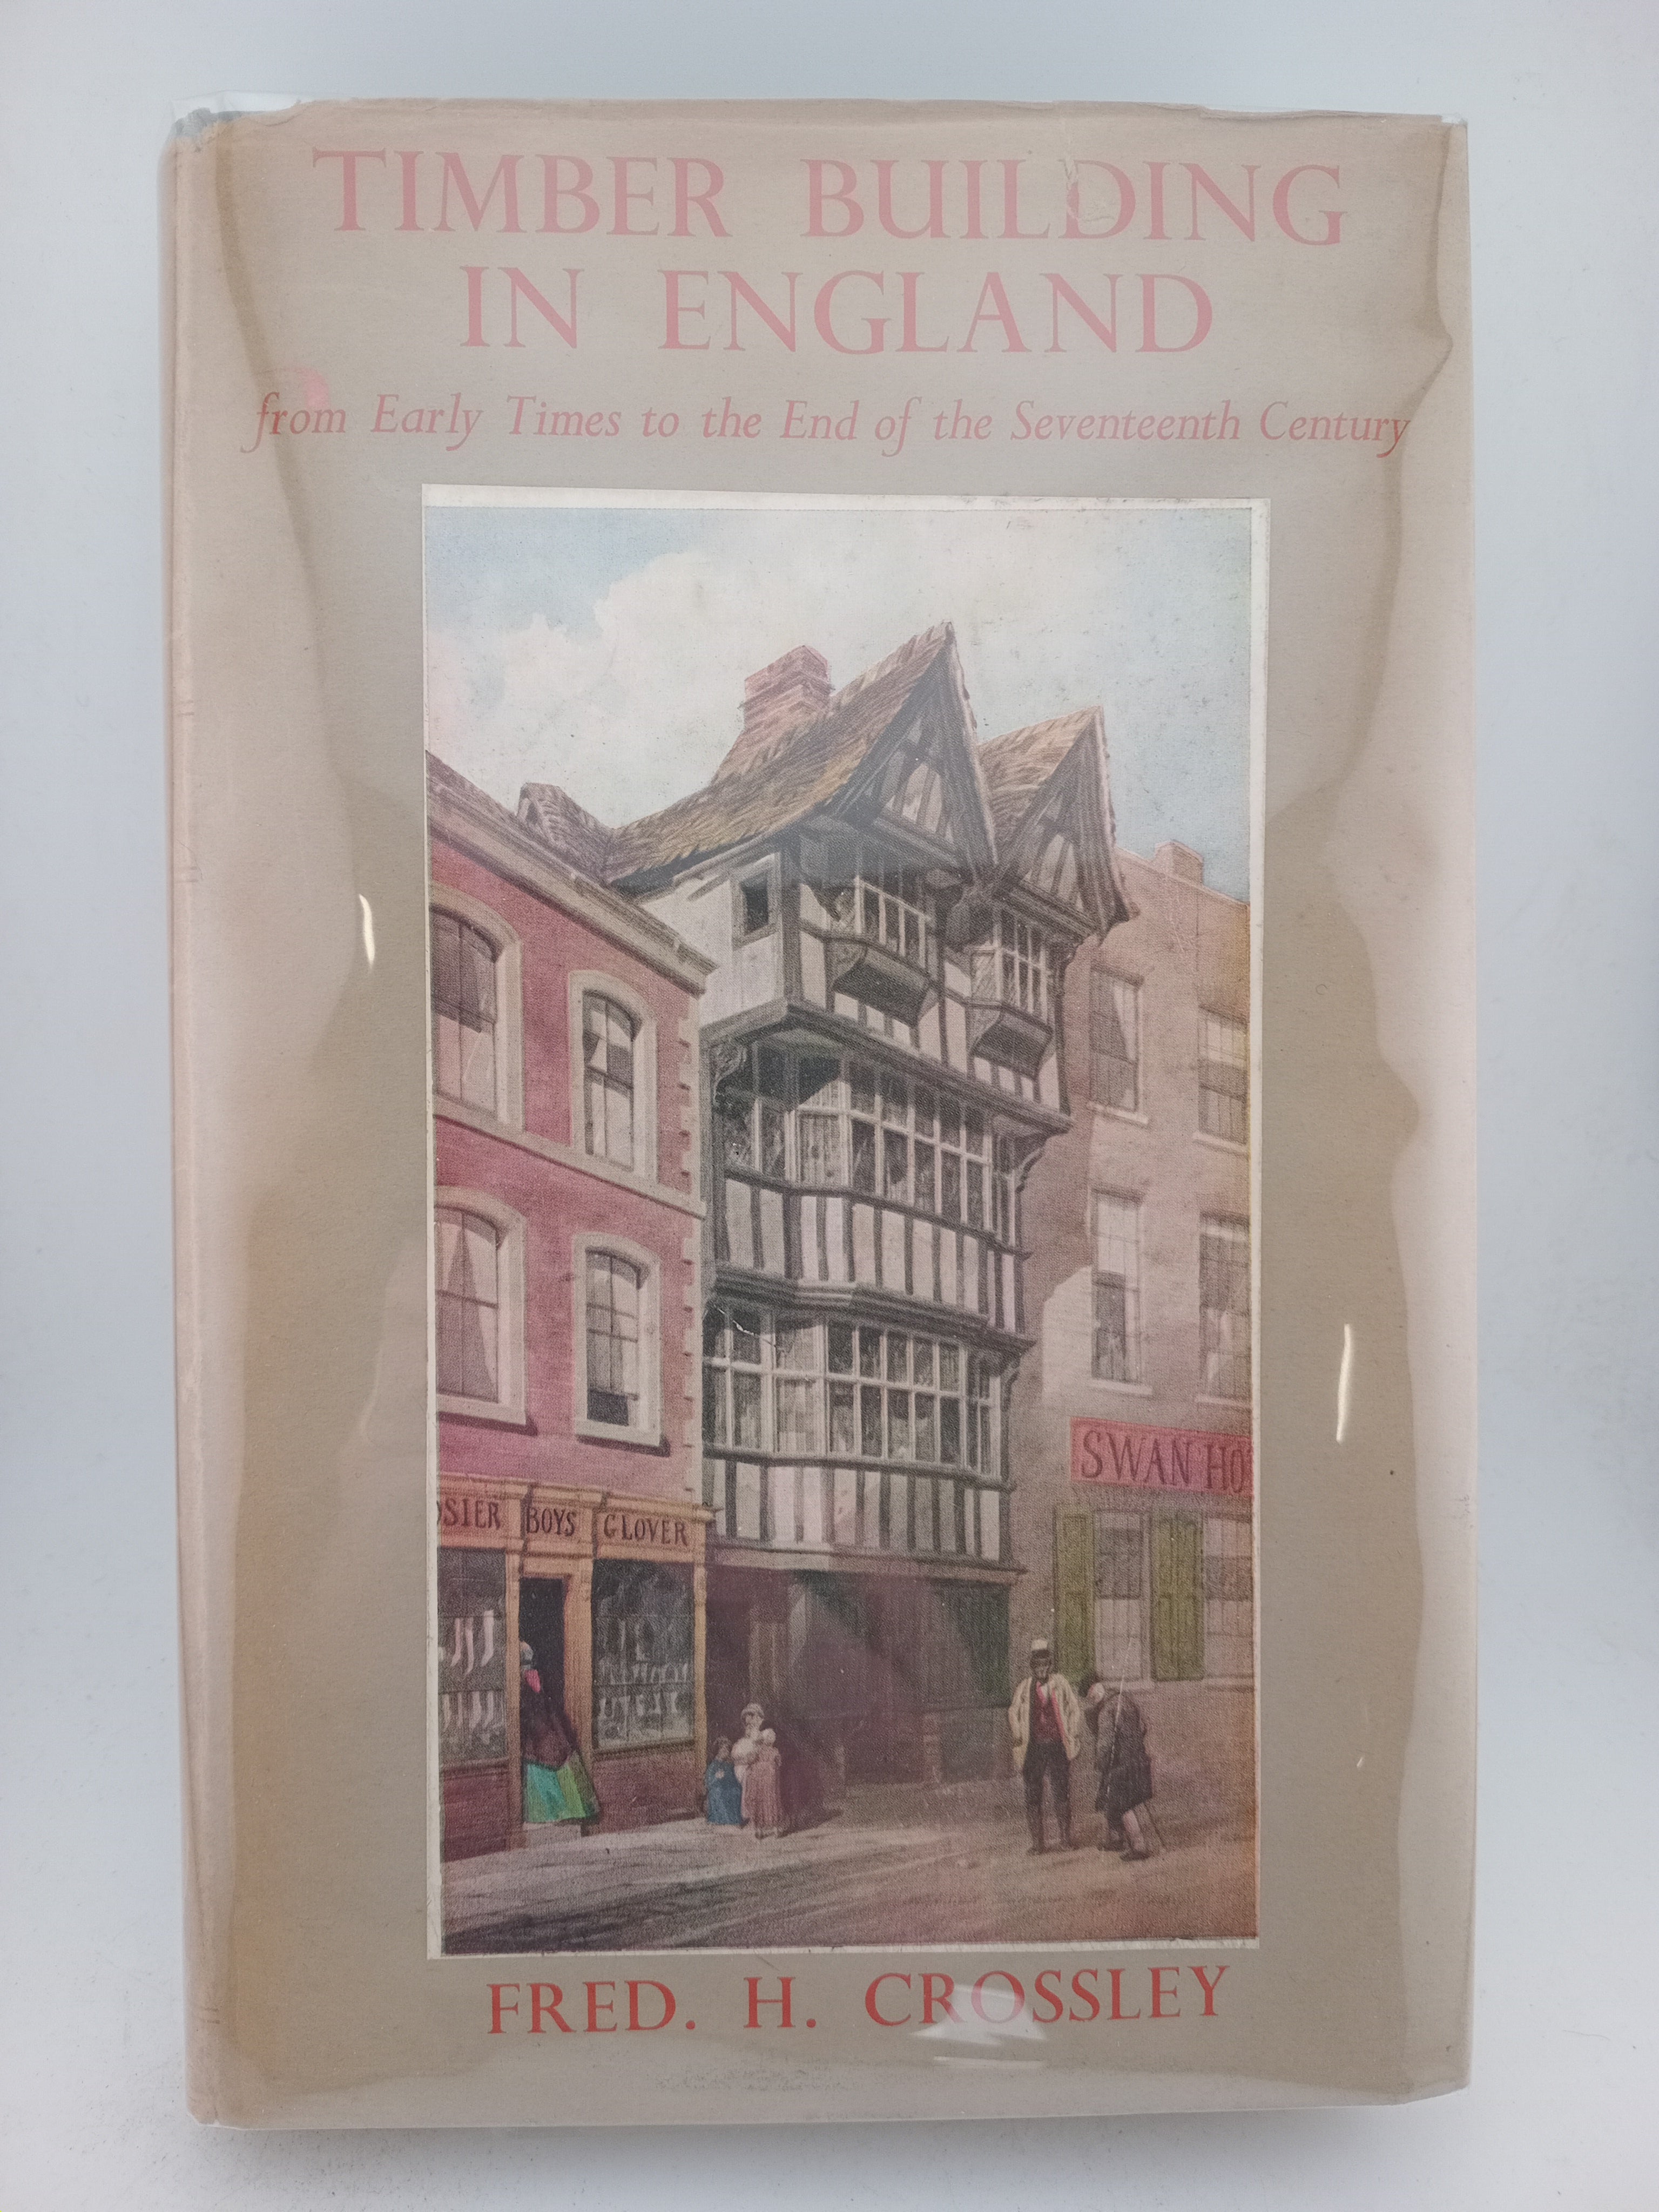 TIMBER BUILDING
IN ENGLAND
from Early Times to the End of the Seventeenth Century
SWAN HO
OSIER BOYS GLOVER
FRED. H. CROSSLEY